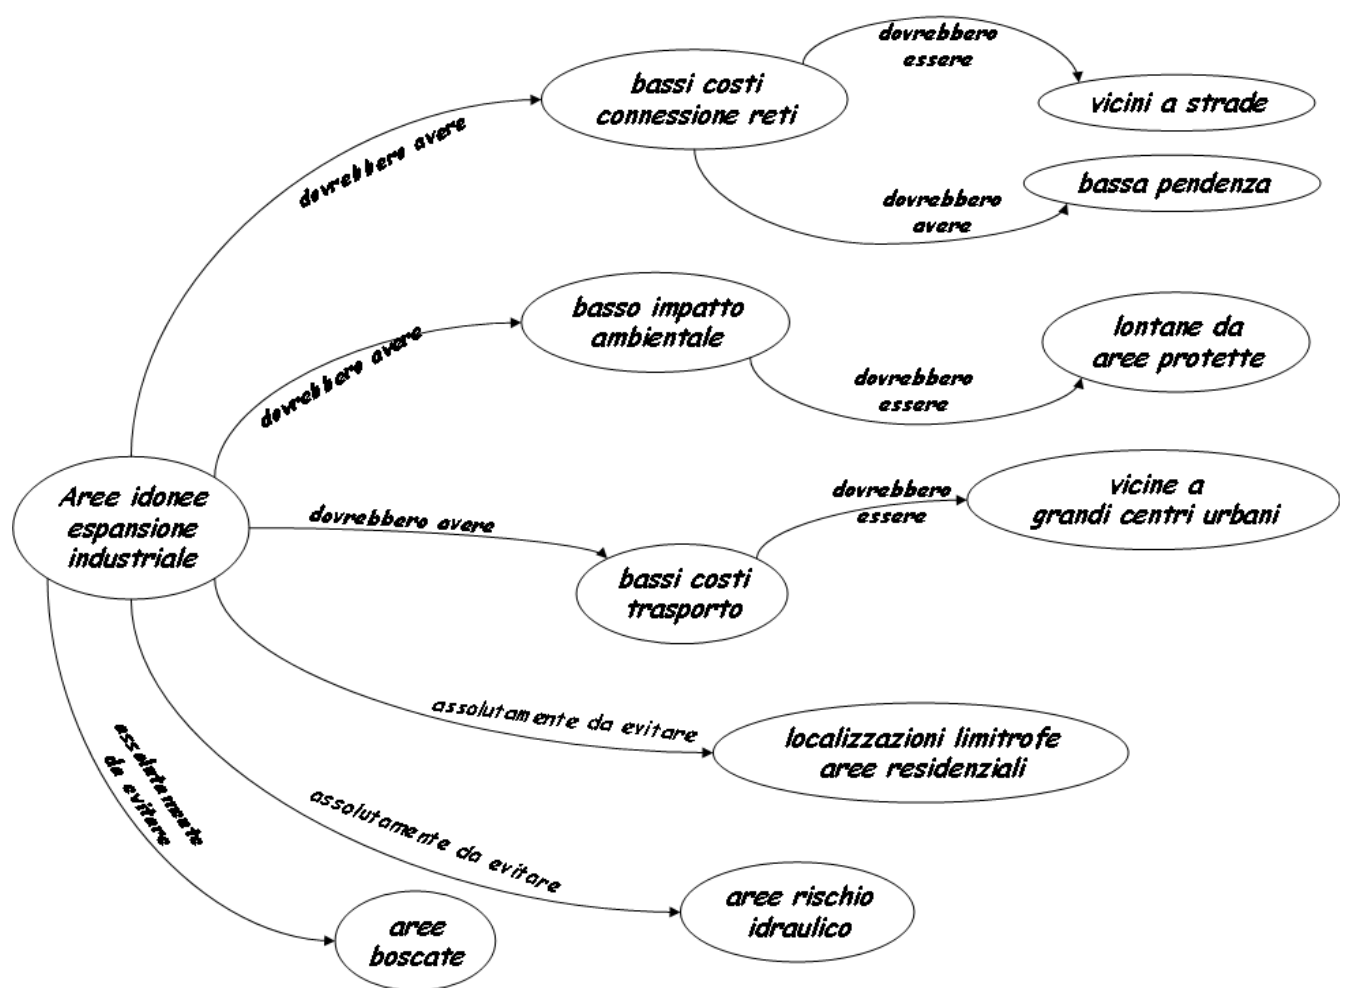 dovrebbero
essere
bassi costi
connessione reti
vicini a strade
dovrebbero avere
dovrebbero
avere
bassa pendenza
basso impatto
ambientale
lontane da
aree protette
dovrebbero avere
dovrebbero
essere
Aree idonee
espansione
industriale
dovrebbero avere
bassi costi
trasporto
dovrebbero
essere
vicine a
grandi centri urbani
assolutamente da evitare
localizzazioni limitrofe
aree residenziali
assolutamente
da evitare
assolutamente da evitare
aree rischio
idraulico
aree
boscate